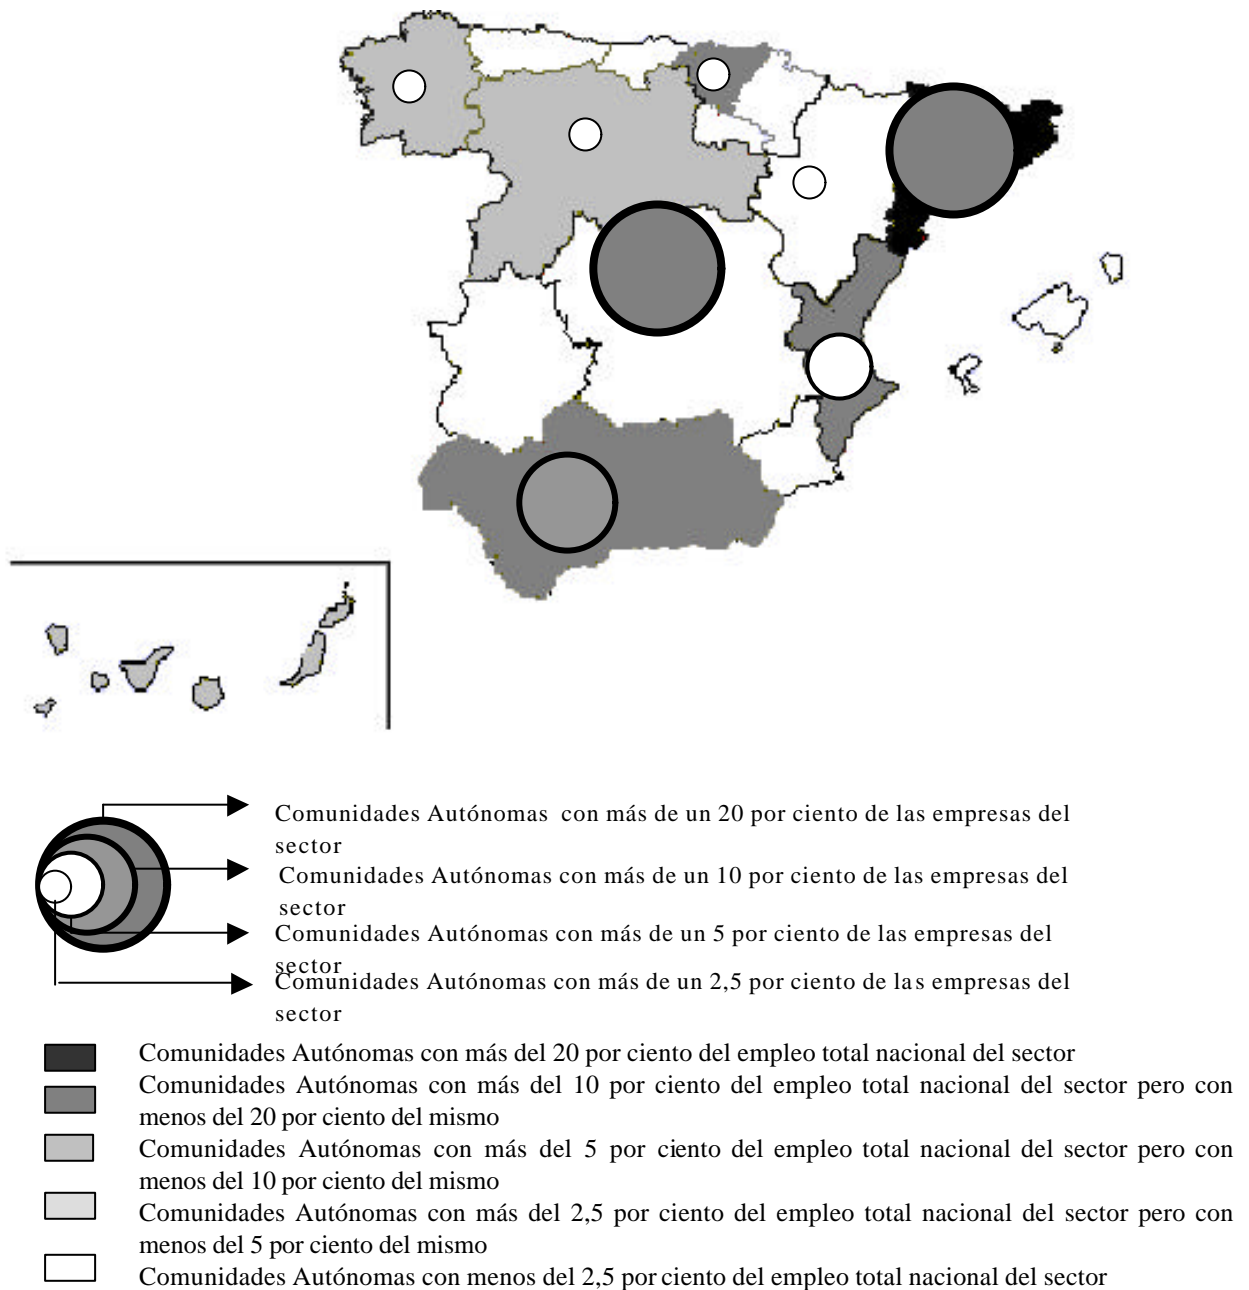 Comunidades Autónomas con más de un 20 por ciento de las empresas del
sector
Comunidades Autónomas con más de un 10 por ciento de las empresas del
sector
Comunidades Autónomas con más de un 5 por ciento de las empresas del
sector
Comunidades Autónomas con más de un 2,5 por ciento de las empresas del
sector
Comunidades Autónomas con más del 20 por ciento del empleo total nacional del sector
Comunidades Autónomas con más del 10 por ciento del empleo total nacional del sector pero con
menos del 20 por ciento del mismo
Comunidades Autónomas con más del 5 por ciento del empleo total nacional del sector pero con
menos del 10 por ciento del mismo
Comunidades Autónomas con más del 2,5 por ciento del empleo total nacional del sector pero con
menos del 5 por ciento del mismo
Comunidades Autónomas con menos del 2,5 por ciento del empleo total nacional del sector